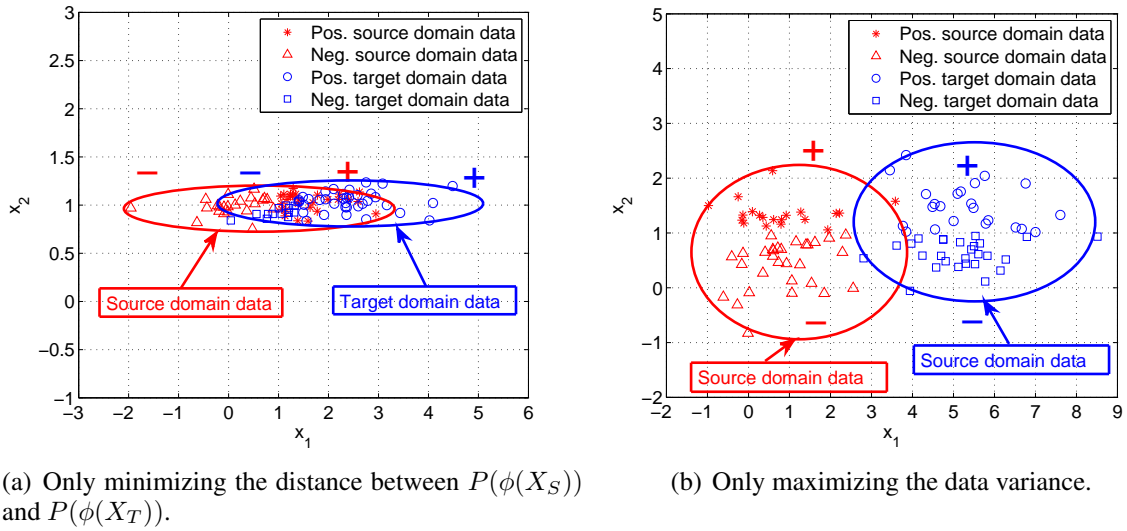 3
2.5
2
1.5
1
0.5
0
−0.5
−1
x2
−3 −2 −1 0 1 2 3 4 5 6
x1
Pos. source domain data
Neg. source domain data
Pos. target domain data
Neg. target domain data
− − + +
Source domain data
Target domain data
(a) Only minimizing the distance between P(φ(XS))
and P(φ(XT)).
5
4
3
2
1
0
−1
−2
x2
−2 −1 0 1 2 3 4 5 6 7 8 9
x1
Pos. source domain data
Neg. source domain data
Pos. target domain data
Neg. target domain data
+ +
− −
Source domain data
Source domain data
(b) Only maximizing the data variance.